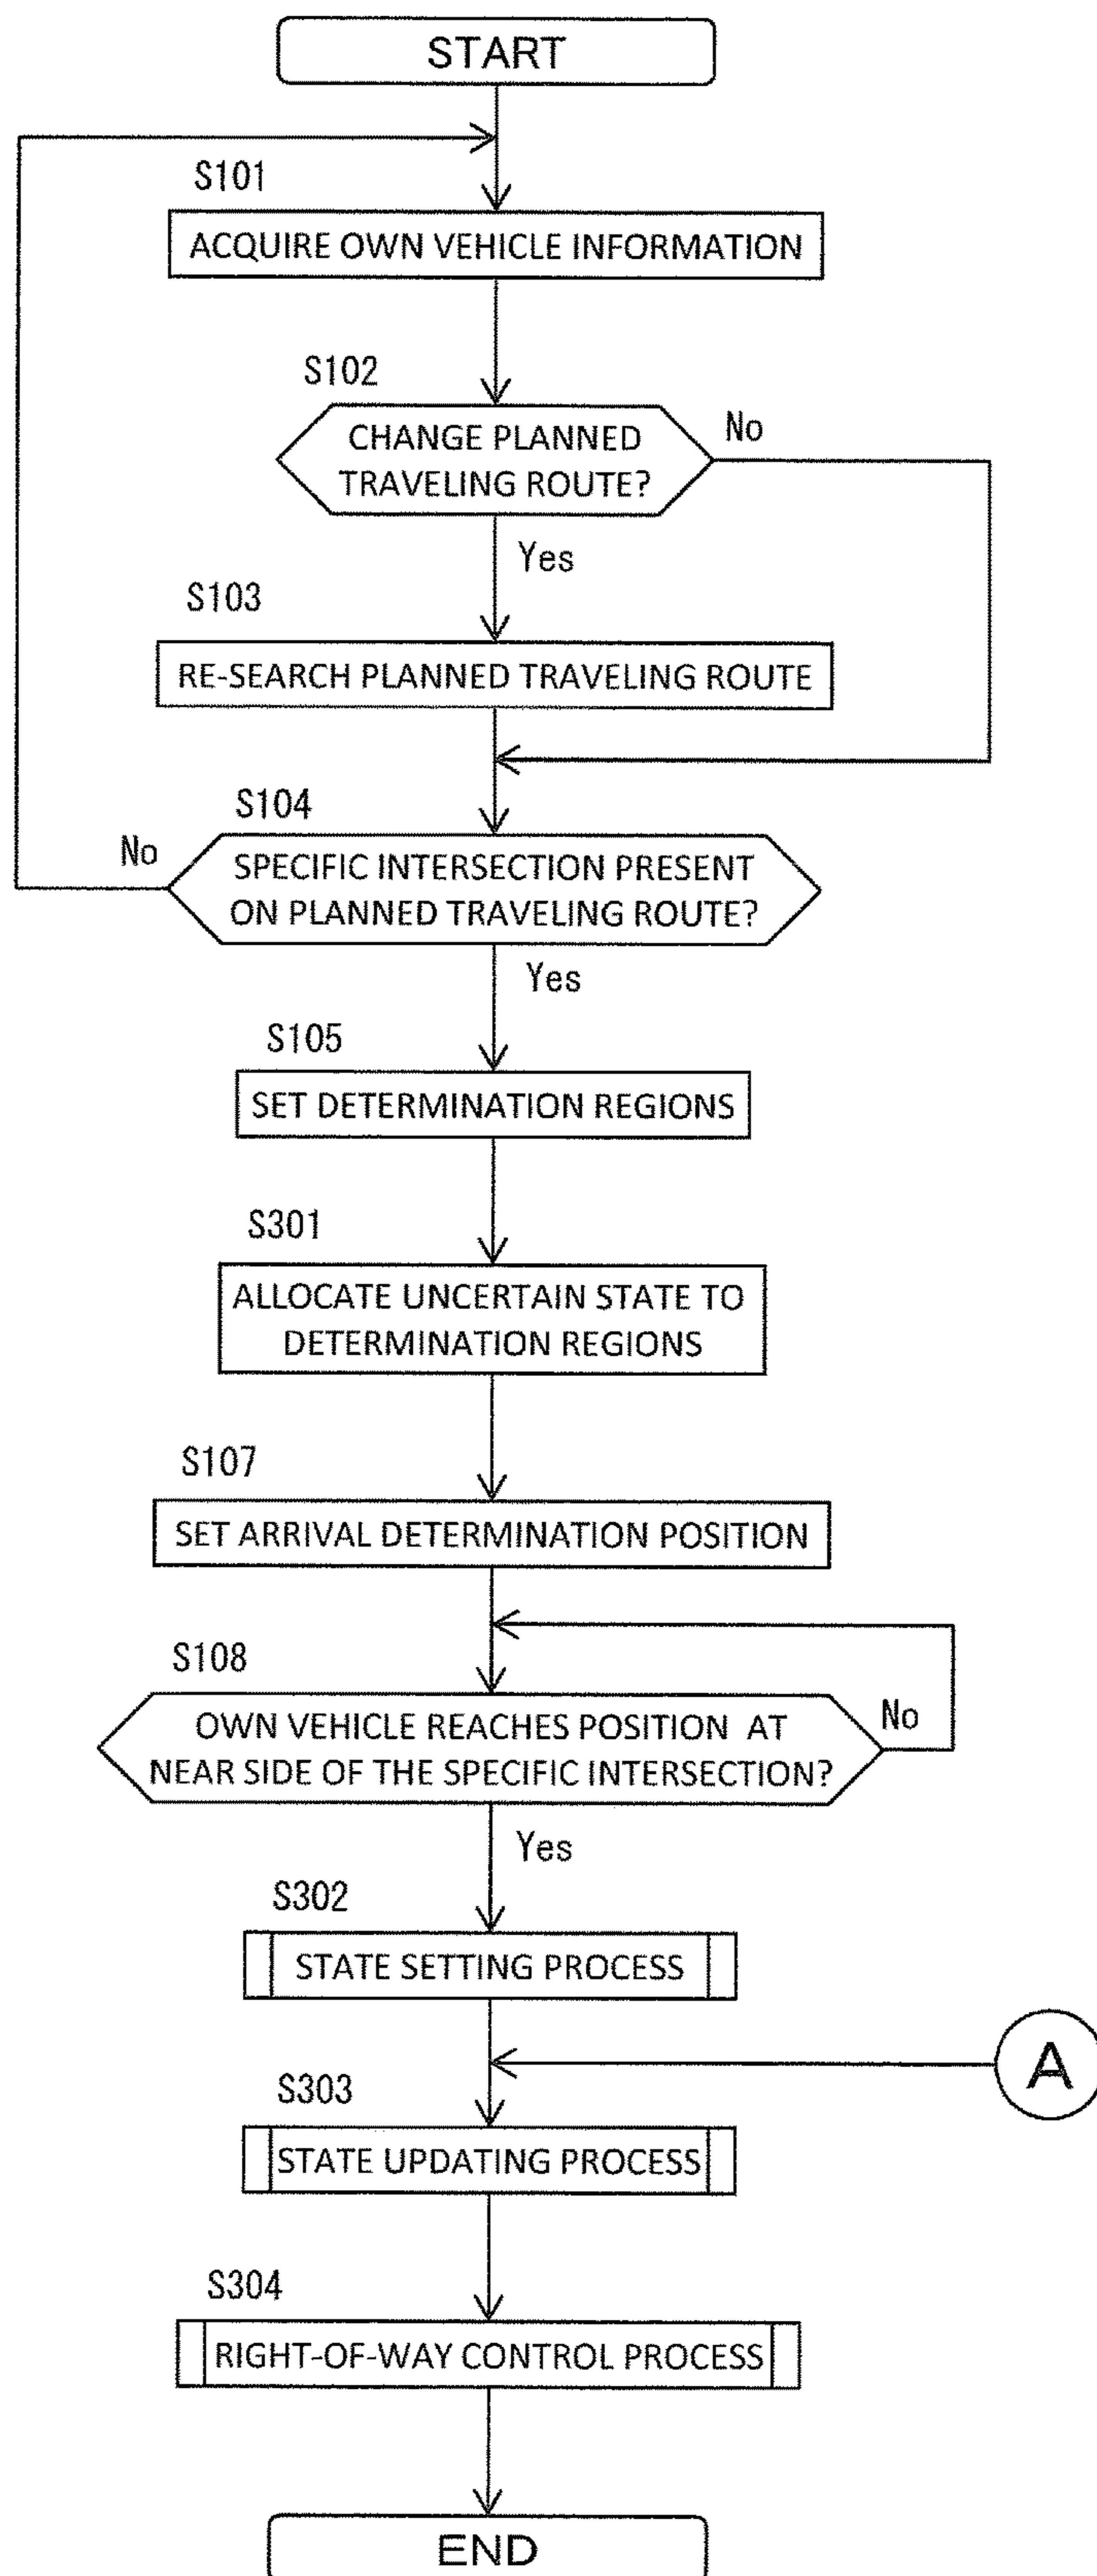 START
S101
ACQUIRE OWN VEHICLE INFORMATION
S102
CHANGE PLANNED
TRAVELING ROUTE?
No
Yes
S103
RE-SEARCH PLANNED TRAVELING ROUTE
S104
No
SPECIFIC INTERSECTION PRESENT
ON PLANNED TRAVELING ROUTE?
Yes
S105
SET DETERMINATION REGIONS
S301
ALLOCATE UNCERTAIN STATE TO
DETERMINATION REGIONS
S107
SET ARRIVAL DETERMINATION POSITION
S108
OWN VEHICLE REACHES POSITION AT
NEAR SIDE OF THE SPECIFIC INTERSECTION?
No
Yes
S302
STATE SETTING PROCESS
A
S303
STATE UPDATING PROCESS
S304
RIGHT-OF-WAY CONTROL PROCESS
END